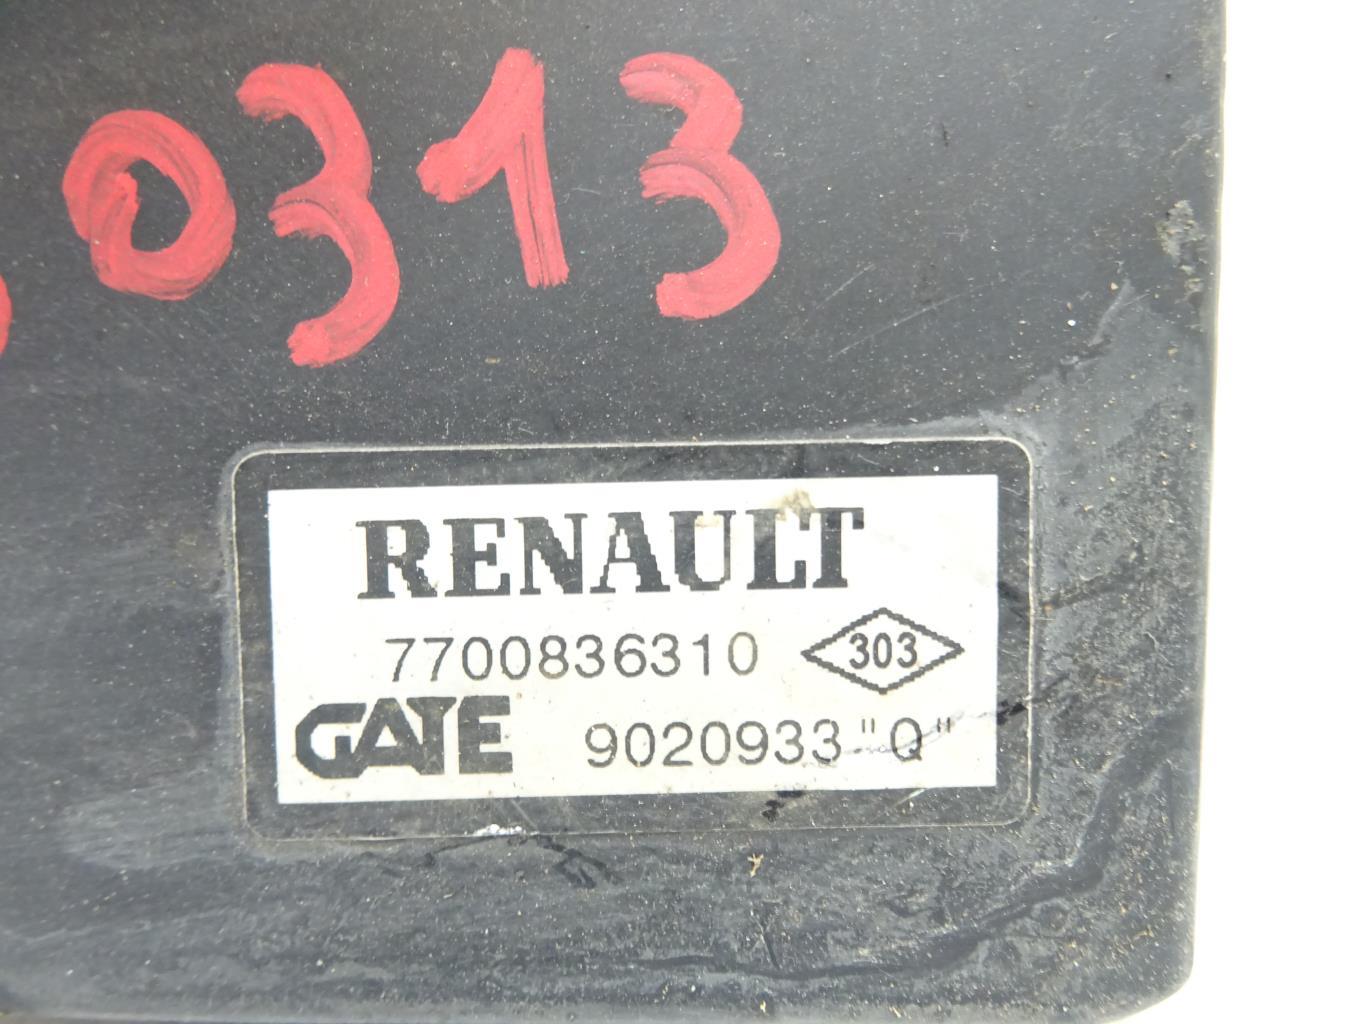 0313
RENAULT
7700836310 303
GATE 9020933 "Q"